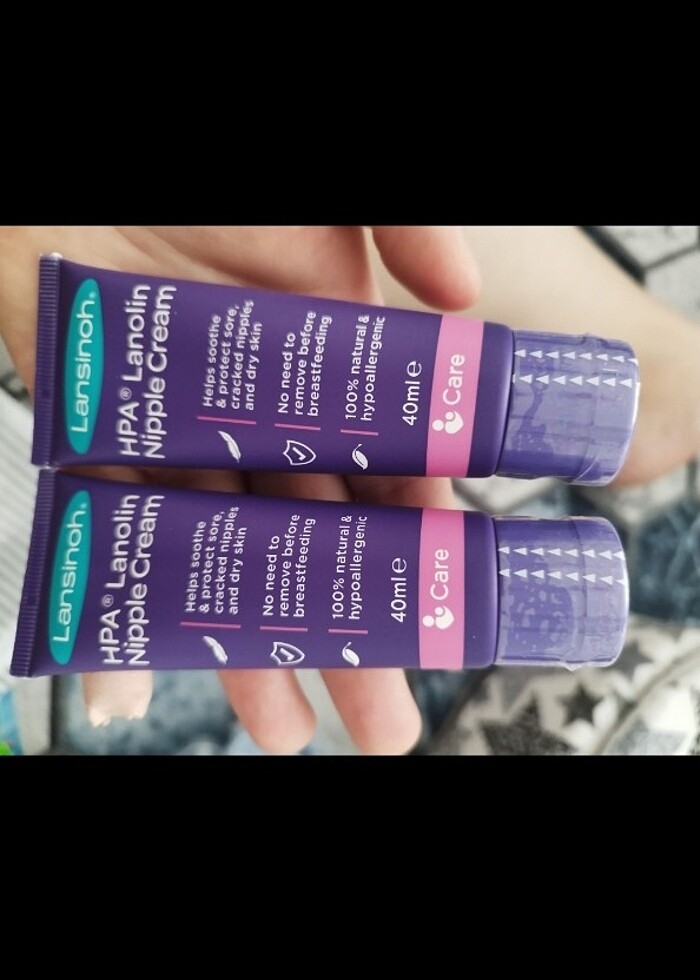 Lansinoh®
HPA® Lanolin
Nipple Cream
Helps soothe
& protect sore,
cracked nipples
and dry skin
No need to
remove before
breastfeeding
100% natural &
hypoallergenic
40ml e
Care
Lansinoh®
HPA® Lanolin
Nipple Cream
Helps soothe
& protect sore,
cracked nipples
and dry skin
No need to
remove before
breastfeeding
100% natural &
hypoallergenic
40ml e
Care